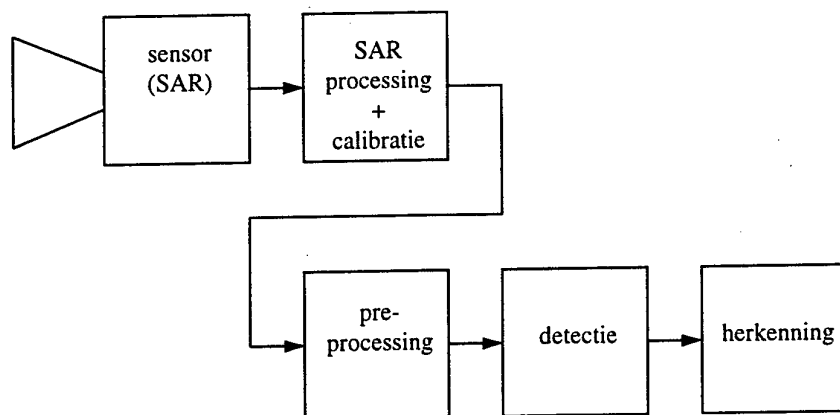 sensor
(SAR)
SAR
processing
+
calibratie
pre-
processing
detectie
herkenning